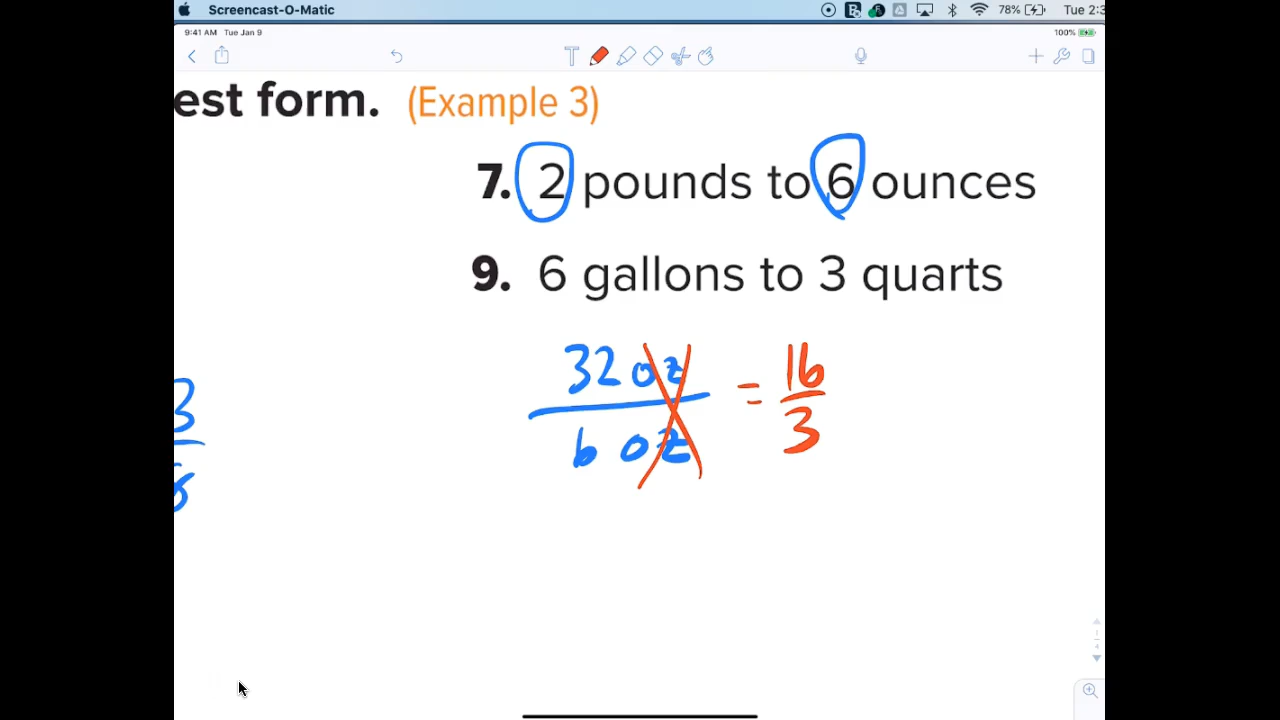 Screencast-O-Matic
78%
Tue 2:3
9:41 AM Tue Jan 9
100%
est form. (Example 3)
7. 2 pounds to 6 ounces
9. 6 gallons to 3 quarts
32 oz
6 oz
= 16
3
3